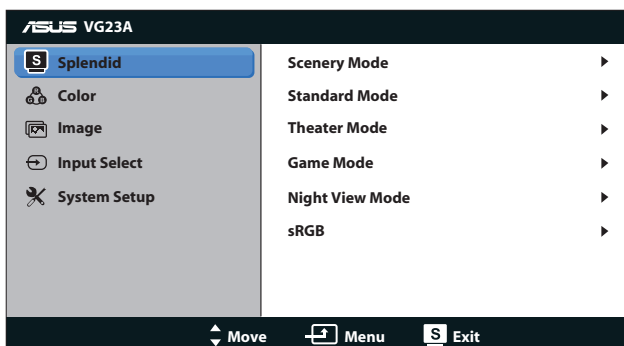 ASUS VG23A
S Splendid
Color
Image
Input Select
System Setup
Scenery Mode
Standard Mode
Theater Mode
Game Mode
Night View Mode
sRGB
Move Menu S Exit